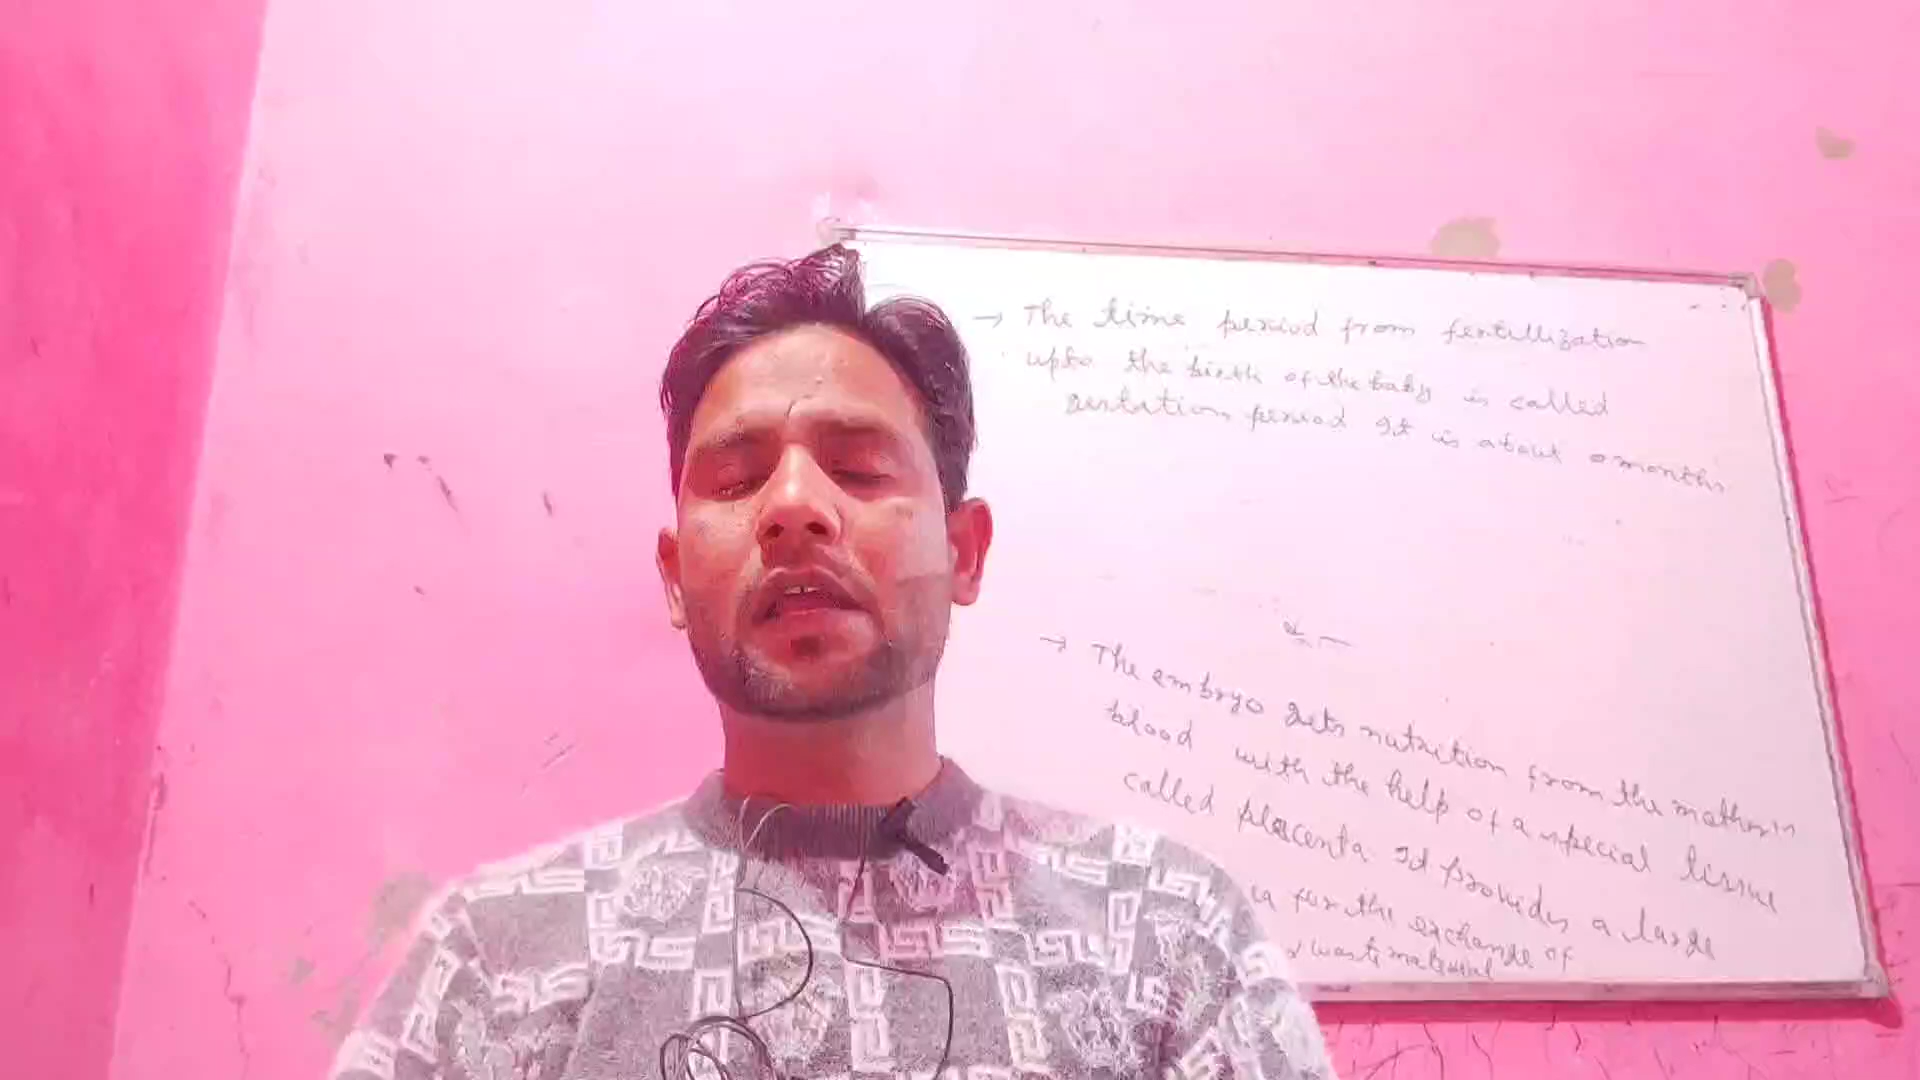 → The time period from fertillization
upto the birth of the baby is called
gestation period It is about 9 months
→ The embryo gets nutrition from the mother's
blood with the help of a special tissue
called placenta It provides a large
for the exchange of
waste material